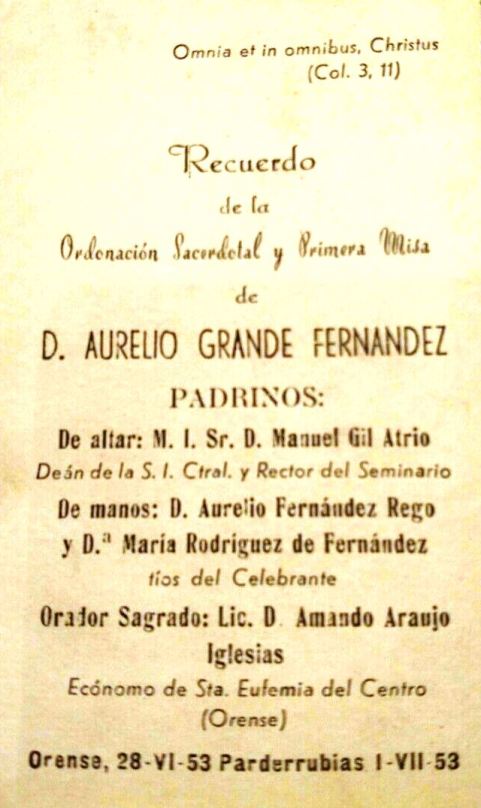 Omnia et in omnibus, Christus
(Col. 3, 11)
Recuerdo
de la
Ordenación Sacerdotal y Primera Misa
de
D. AURELIO GRANDE FERNANDEZ
PADRINOS:
De altar: M. I. Sr. D. Manuel Gil Atrio
Deán de la S. I. Ctral. y Rector del Seminario
De manos: D. Aurelio Fernández Rego
y D.ª María Rodríguez de Fernández
tíos del Celebrante
Orador Sagrado: Lic. D. Amando Araujo
Iglesias
Ecónomo de Sta. Eufemia del Centro
(Orense)
Orense, 28-VI-53 Parderrubias I-VII-53